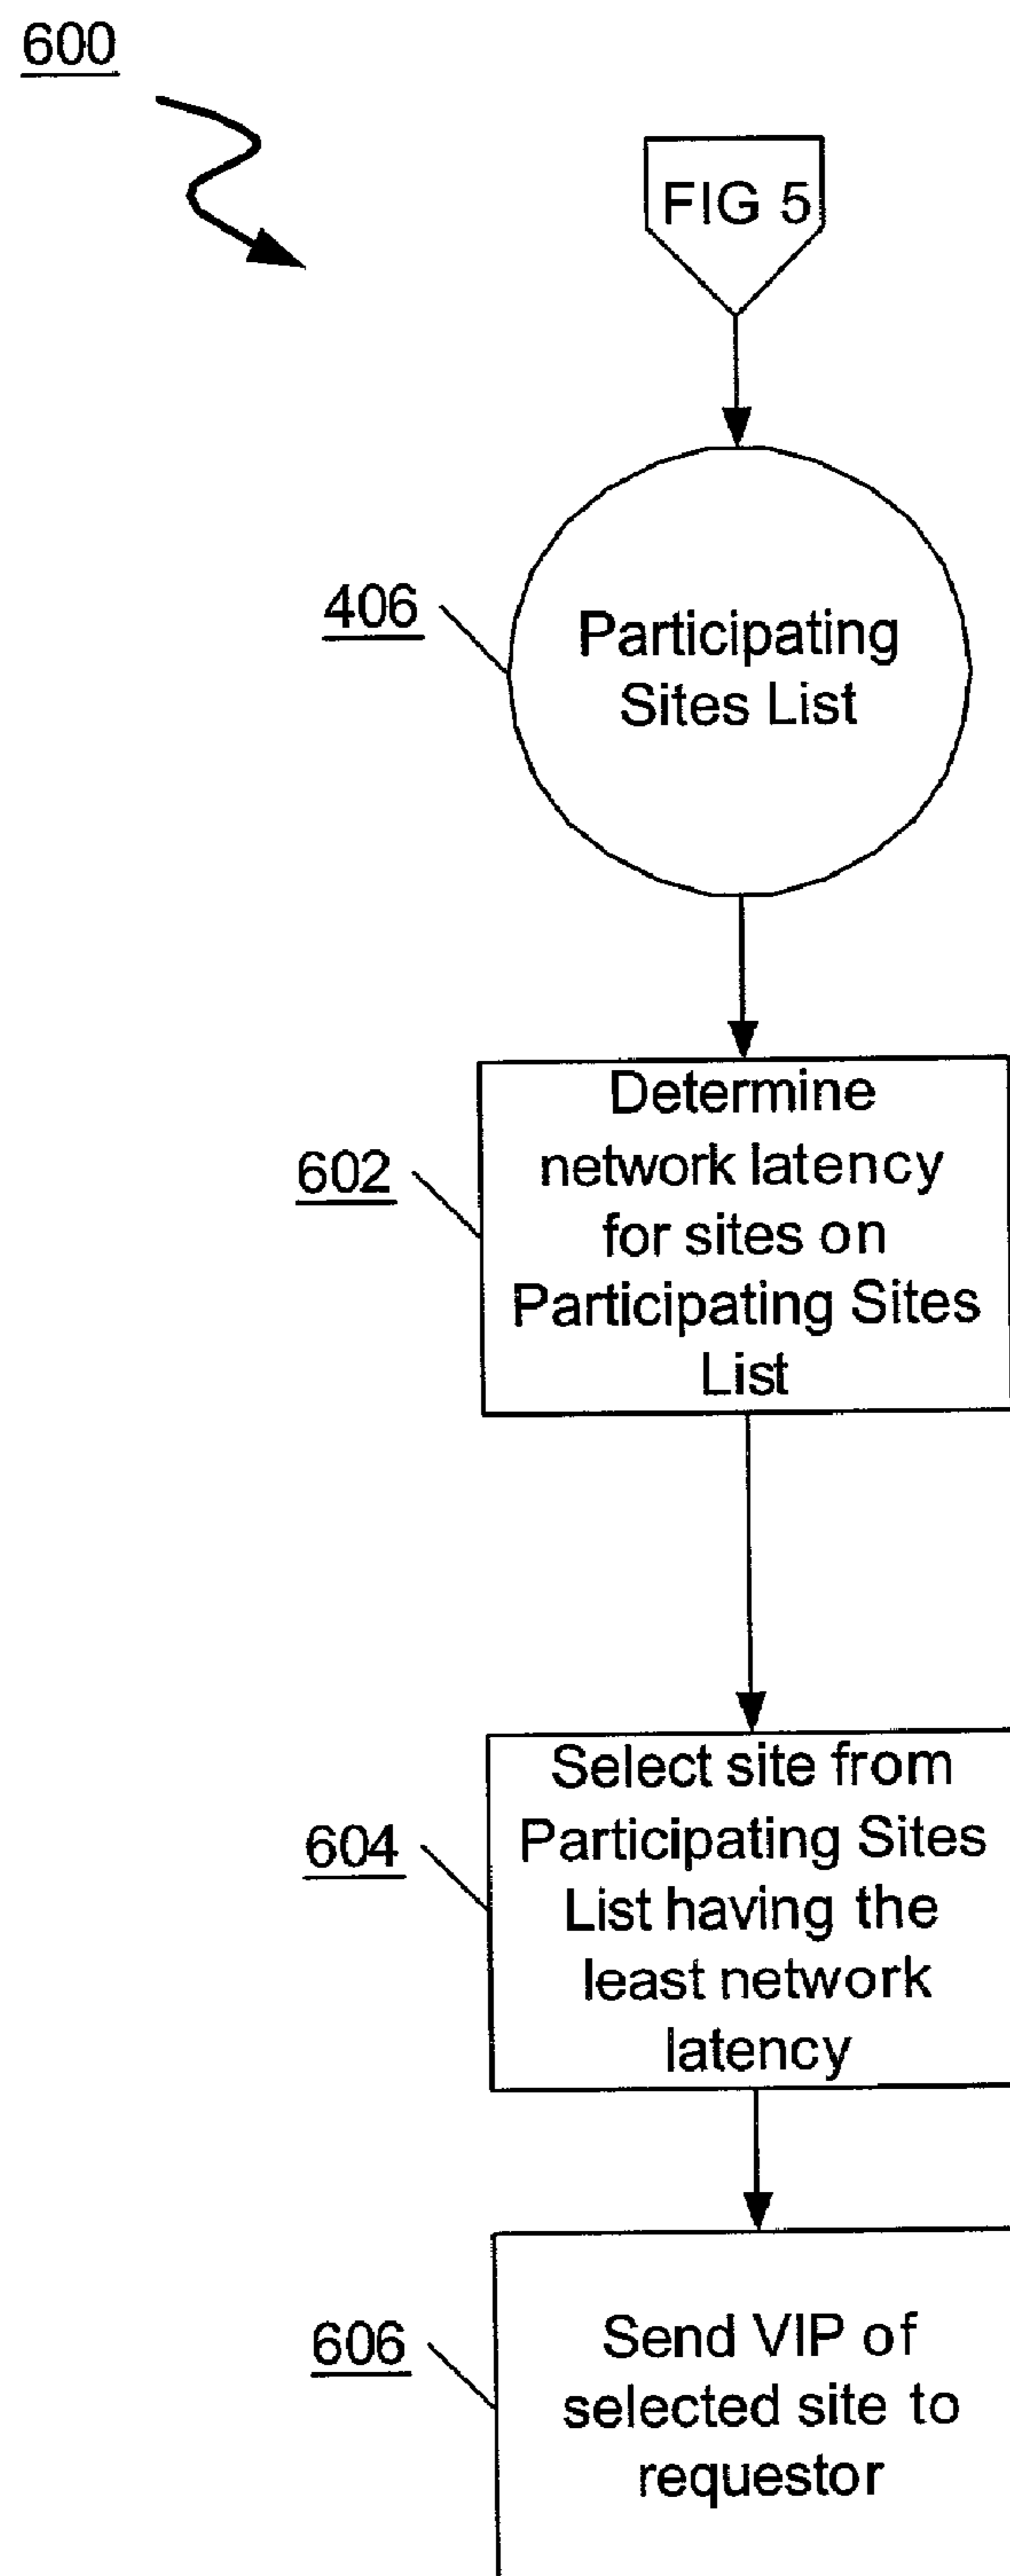 600
FIG 5
406
Participating
Sites List
602
Determine
network latency
for sites on
Participating Sites
List
604
Select site from
Participating Sites
List having the
least network
latency
606
Send VIP of
selected site to
requestor